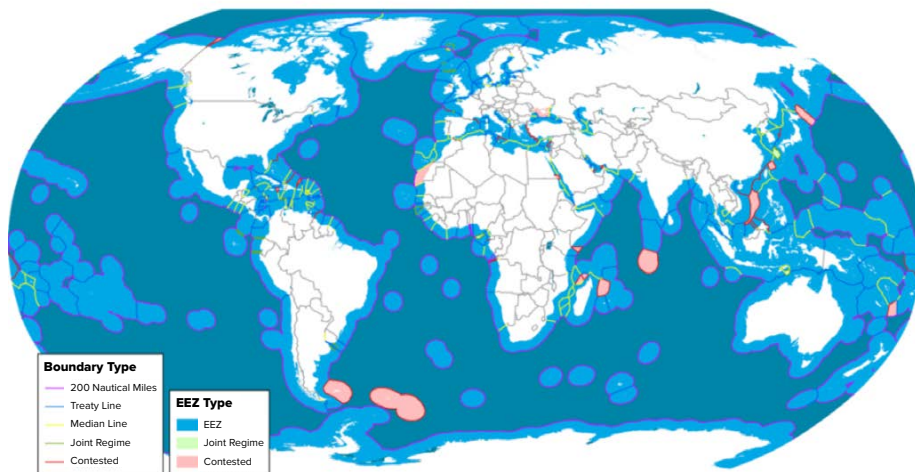 Boundary Type
200 Nautical Miles
Treaty Line
Median Line
Joint Regime
Contested
EEZ Type
EEZ
Joint Regime
Contested